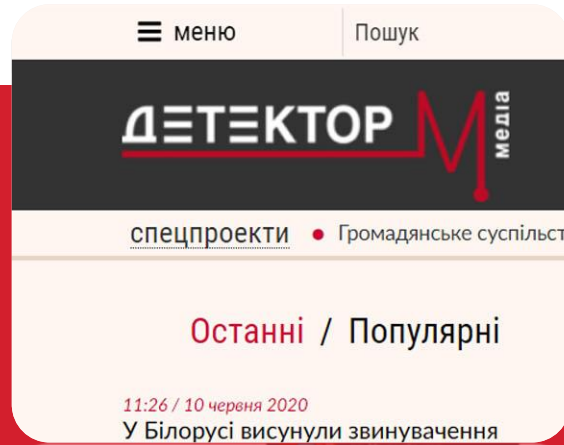 меню Пошук
ДЕТЕКТОР М медіа
спецпроекти • Громадянське суспільст
Останні / Популярні
11:26 / 10 червня 2020
У Білорусі висунули звинувачення